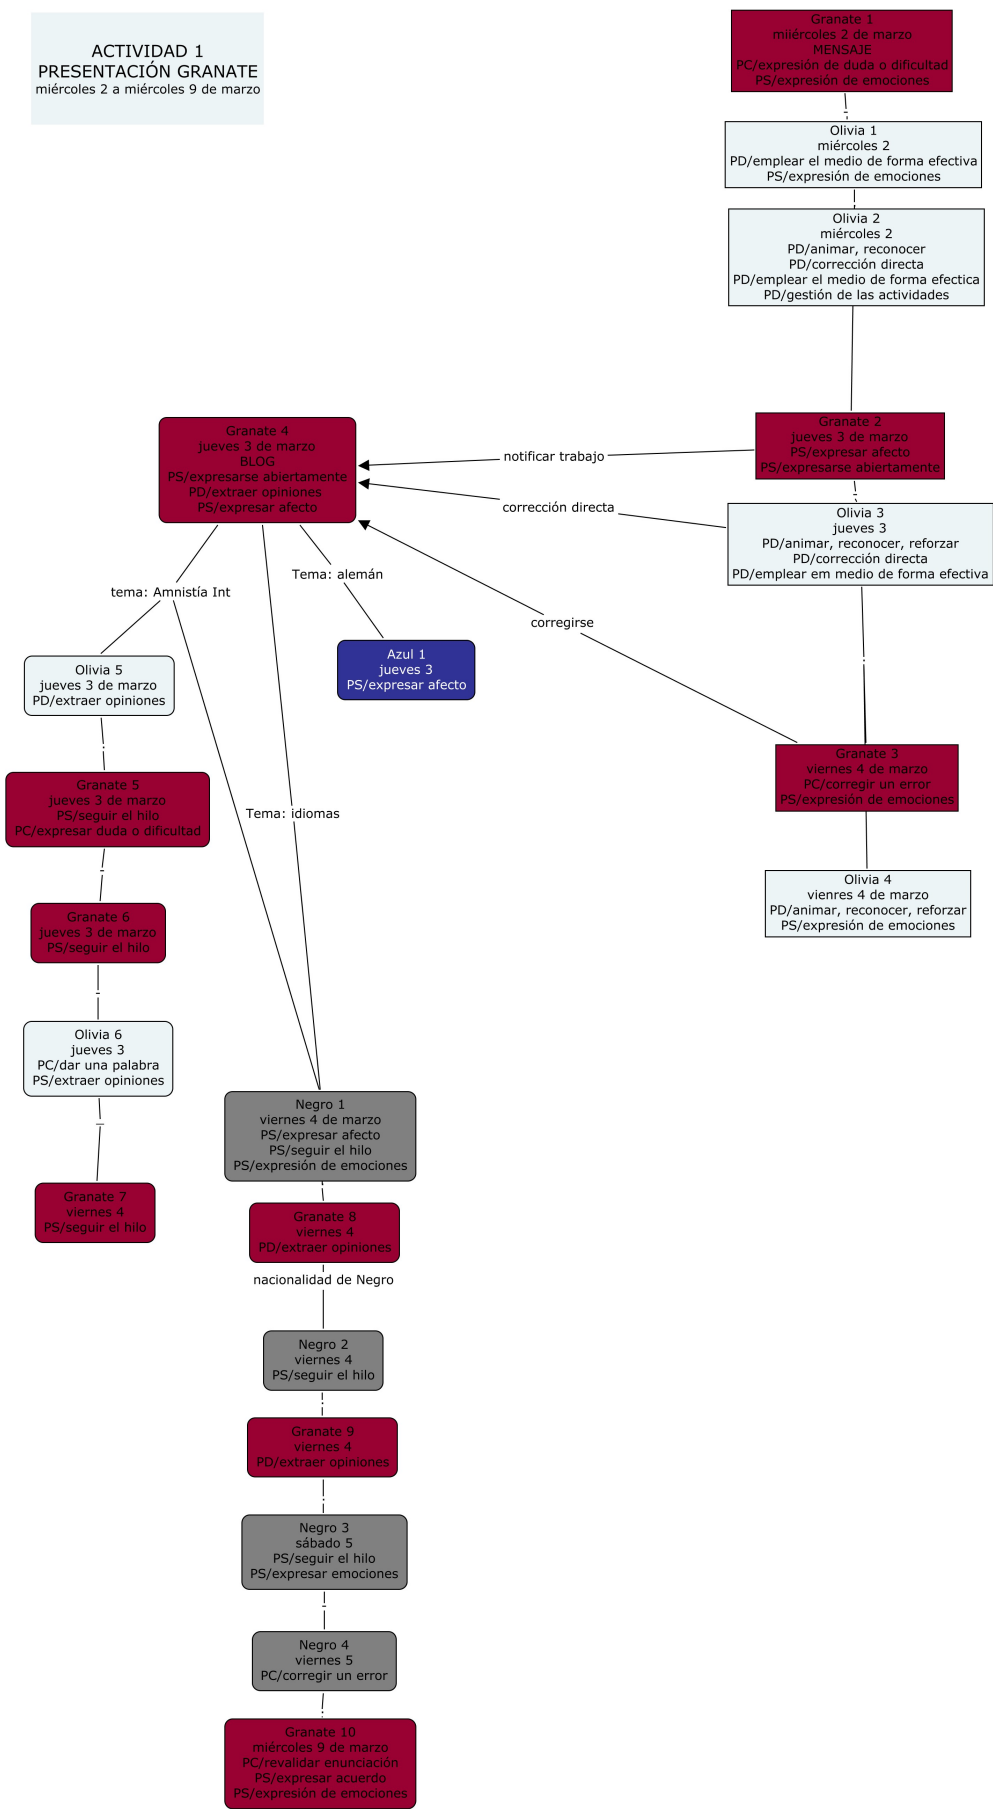 ACTIVIDAD 1
PRESENTACIÓN GRANATE
miércoles 2 a miércoles 9 de marzo
Granate 1
miiércoles 2 de marzo
MENSAJE
PC/expresión de duda o dificultad
PS/expresión de emociones
Olivia 1
miércoles 2
PD/emplear el medio de forma efectiva
PS/expresión de emociones
Olivia 2
miércoles 2
PD/animar, reconocer
PD/corrección directa
PD/emplear el medio de forma efectica
PD/gestión de las actividades
Granate 2
jueves 3 de marzo
PS/expresar afecto
PS/expresarse abiertamente
notificar trabajo
Granate 4
jueves 3 de marzo
BLOG
PS/expresarse abiertamente
PD/extraer opiniones
PS/expresar afecto
corrección directa
Olivia 3
jueves 3
PD/animar, reconocer, reforzar
PD/corrección directa
PD/emplear em medio de forma efectiva
tema: Amnistía Int
Tema: alemán
corregirse
Olivia 5
jueves 3 de marzo
PD/extraer opiniones
Azul 1
jueves 3
PS/expresar afecto
Granate 3
viernes 4 de marzo
PC/corregir un error
PS/expresión de emociones
Granate 5
jueves 3 de marzo
PS/seguir el hilo
PC/expresar duda o dificultad
Tema: idiomas
Olivia 4
vienres 4 de marzo
PD/animar, reconocer, reforzar
PS/expresión de emociones
Granate 6
jueves 3 de marzo
PS/seguir el hilo
Olivia 6
jueves 3
PC/dar una palabra
PS/extraer opiniones
Negro 1
viernes 4 de marzo
PS/expresar afecto
PS/seguir el hilo
PS/expresión de emociones
Granate 7
viernes 4
PS/seguir el hilo
Granate 8
viernes 4
PD/extraer opiniones
nacionalidad de Negro
Negro 2
viernes 4
PS/seguir el hilo
Granate 9
viernes 4
PD/extraer opiniones
Negro 3
sábado 5
PS/seguir el hilo
PS/expresar emociones
Negro 4
viernes 5
PC/corregir un error
Granate 10
miércoles 9 de marzo
PC/revalidar enunciación
PS/expresar acuerdo
PS/expresión de emociones